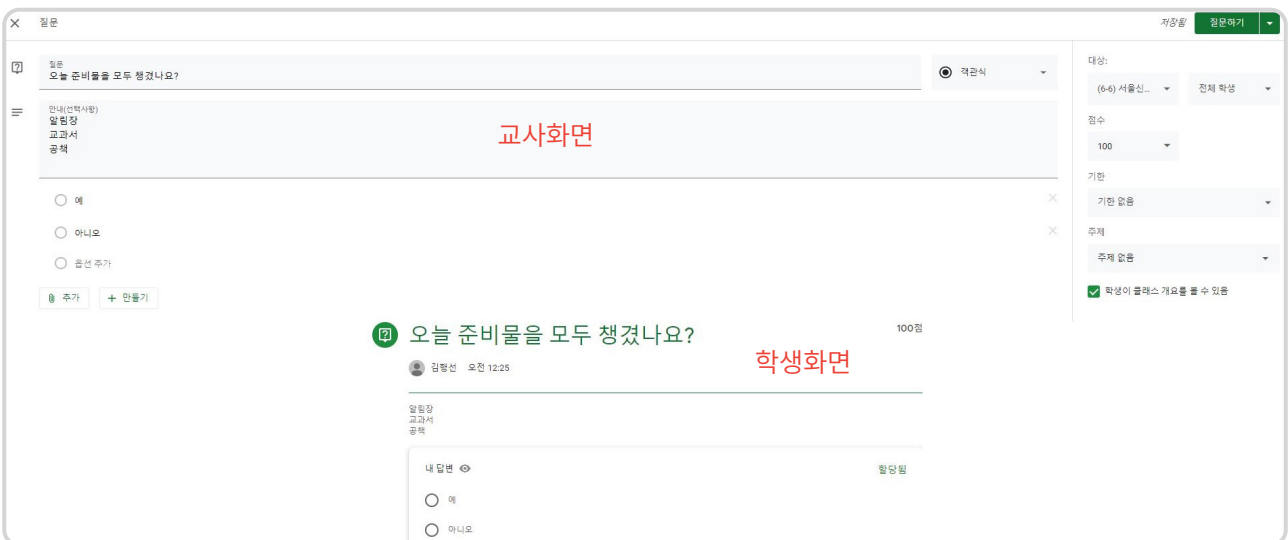 질문
저장됨
질문하기
질문
오늘 준비물을 모두 챙겼나요?
객관식
안내(선택사항)
알림장
교과서
공책
교사화면
예
아니오
옵션 추가
추가
만들기
대상:
(6-6) 서울신...
전체 학생
점수
100
기한
기한 없음
주제
주제 없음
학생이 클래스 개요를 볼 수 있음
오늘 준비물을 모두 챙겼나요?
100점
김행선 오전 12:25
학생화면
알림장
교과서
공책
내 답변
할당됨
예
아니오